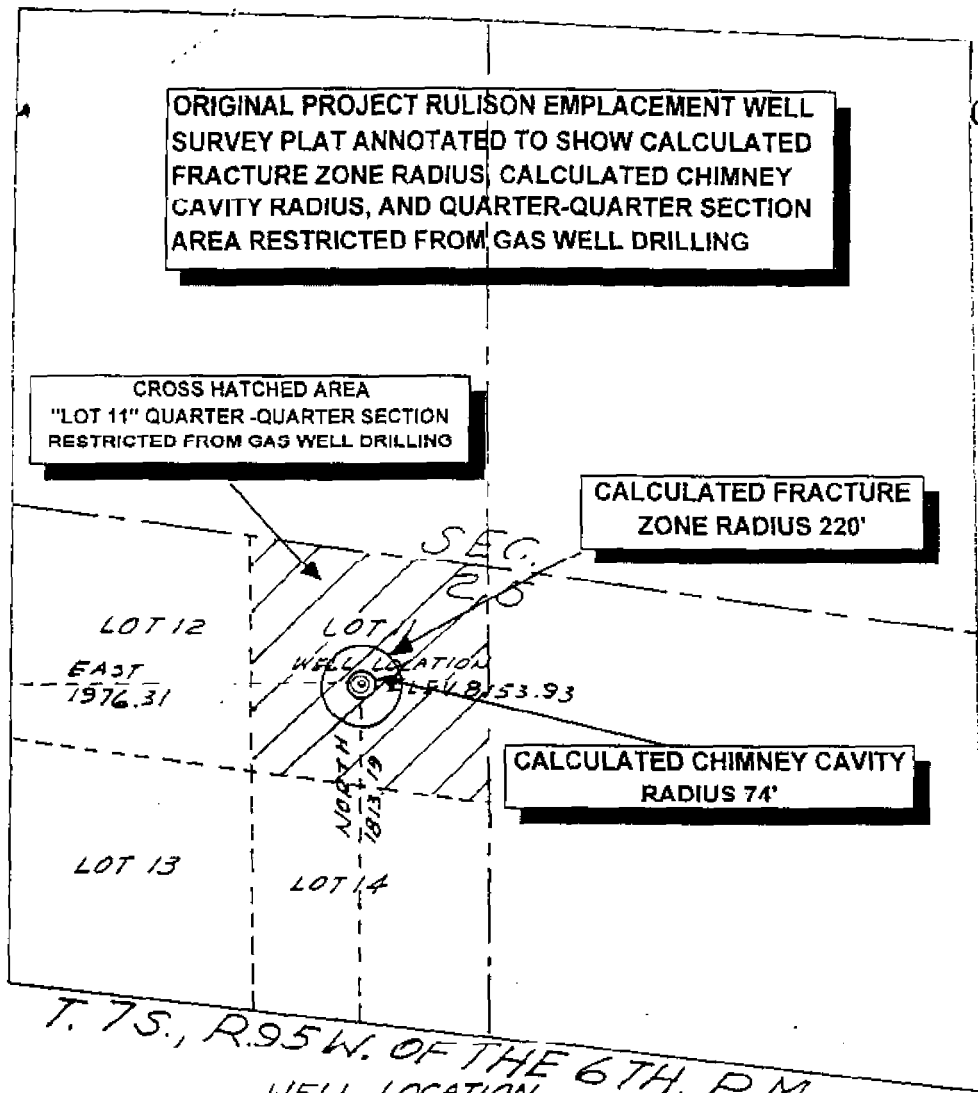 ORIGINAL PROJECT RULISON EMPLACEMENT WELL
SURVEY PLAT ANNOTATED TO SHOW CALCULATED
FRACTURE ZONE RADIUS, CALCULATED CHIMNEY
CAVITY RADIUS, AND QUARTER-QUARTER SECTION
AREA RESTRICTED FROM GAS WELL DRILLING
CROSS HATCHED AREA
"LOT 11" QUARTER -QUARTER SECTION
RESTRICTED FROM GAS WELL DRILLING
CALCULATED FRACTURE
ZONE RADIUS 220'
SEC.
25
LOT 12
LOT 11
WELL LOCATION
ELEV 8153.93
EAST
1976.31
CALCULATED CHIMNEY CAVITY
RADIUS 74'
NORTH
1813.19
LOT 13
LOT 14
T. 7S., R.95W. OF THE 6TH. P.M.
WELL LOCATION